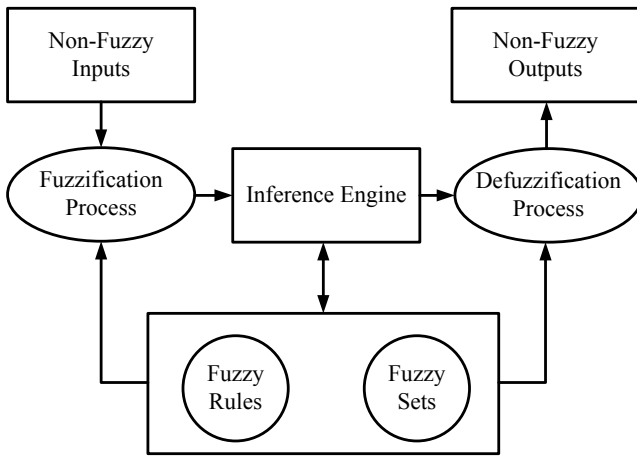 Non-Fuzzy
Inputs
Non-Fuzzy
Outputs
Fuzzification
Process
Inference Engine
Defuzzification
Process
Fuzzy
Rules
Fuzzy
Sets